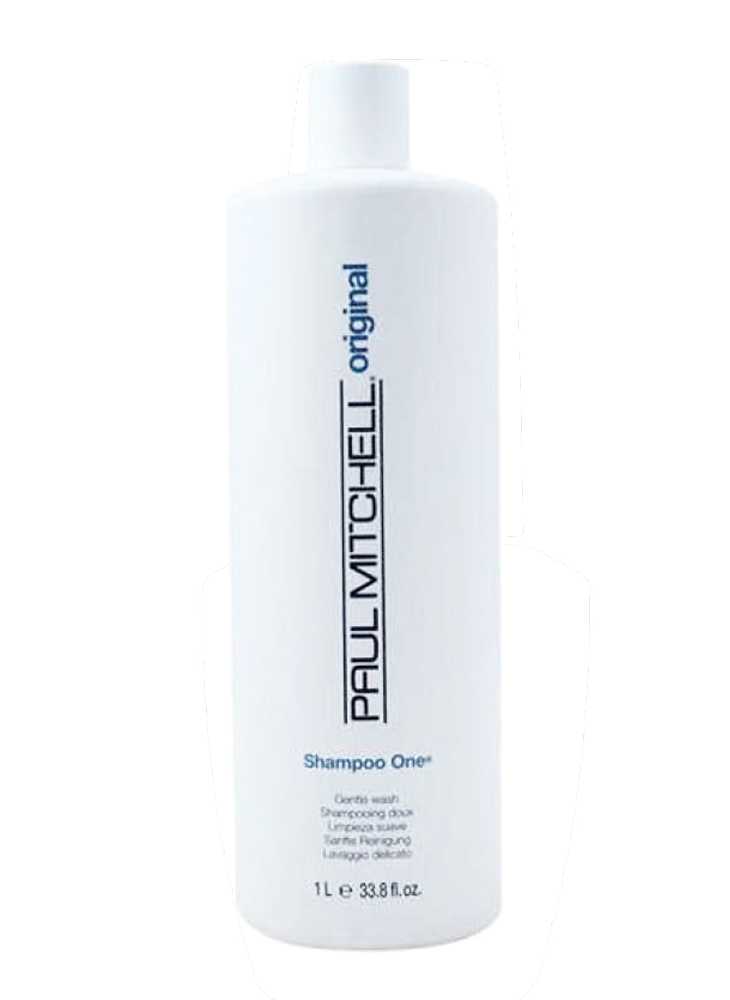 PAUL MITCHELL® original
Shampoo One®
Gentle wash
Shampooing doux
Limpieza suave
Sanfte Reinigung
Lavaggio delicato
1 L ℮ 33.8 fl. oz.